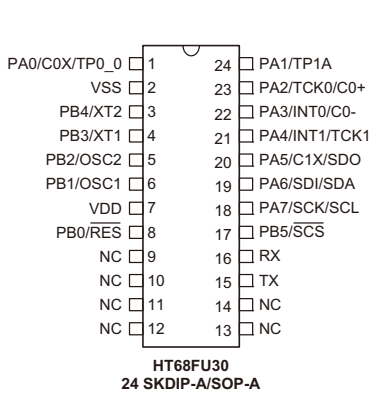 PA0/C0X/TP0_0 1 24 PA1/TP1A
VSS 2 23 PA2/TCK0/C0+
PB4/XT2 3 22 PA3/INT0/C0-
PB3/XT1 4 21 PA4/INT1/TCK1
PB2/OSC2 5 20 PA5/C1X/SDO
PB1/OSC1 6 19 PA6/SDI/SDA
VDD 7 18 PA7/SCK/SCL
PB0/RES 8 17 PB5/SCS
NC 9 16 RX
NC 10 15 TX
NC 11 14 NC
NC 12 13 NC
HT68FU30
24 SKDIP-A/SOP-A